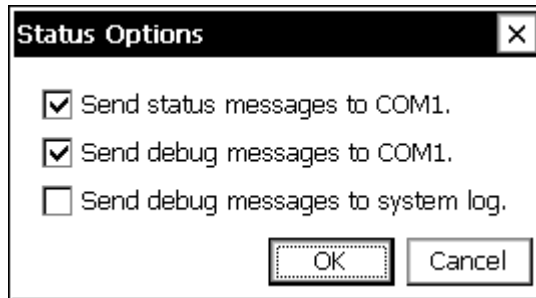 Status Options
Send status messages to COM1.
Send debug messages to COM1.
Send debug messages to system log.
OK Cancel